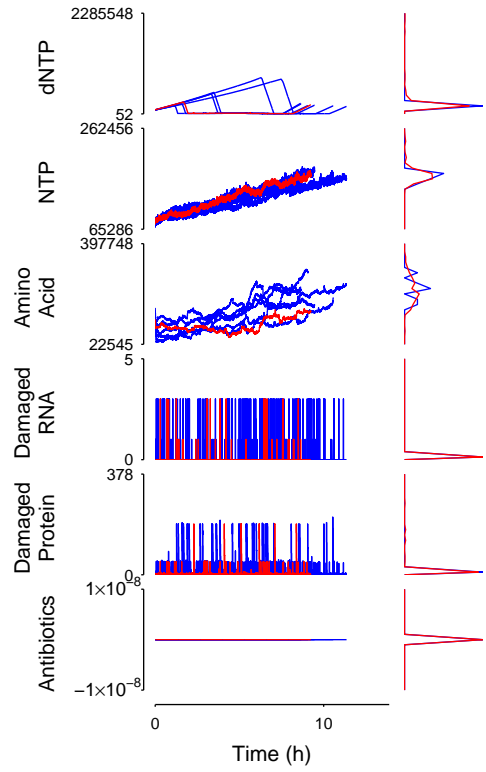 2285548
dNTP
52
262456
NTP
65286
397748
Amino
Acid
22545
5
Damaged
RNA
0
378
Damaged
Protein
0
1×10⁻⁸
Antibiotics
−1×10⁻⁸
0 10
Time (h)